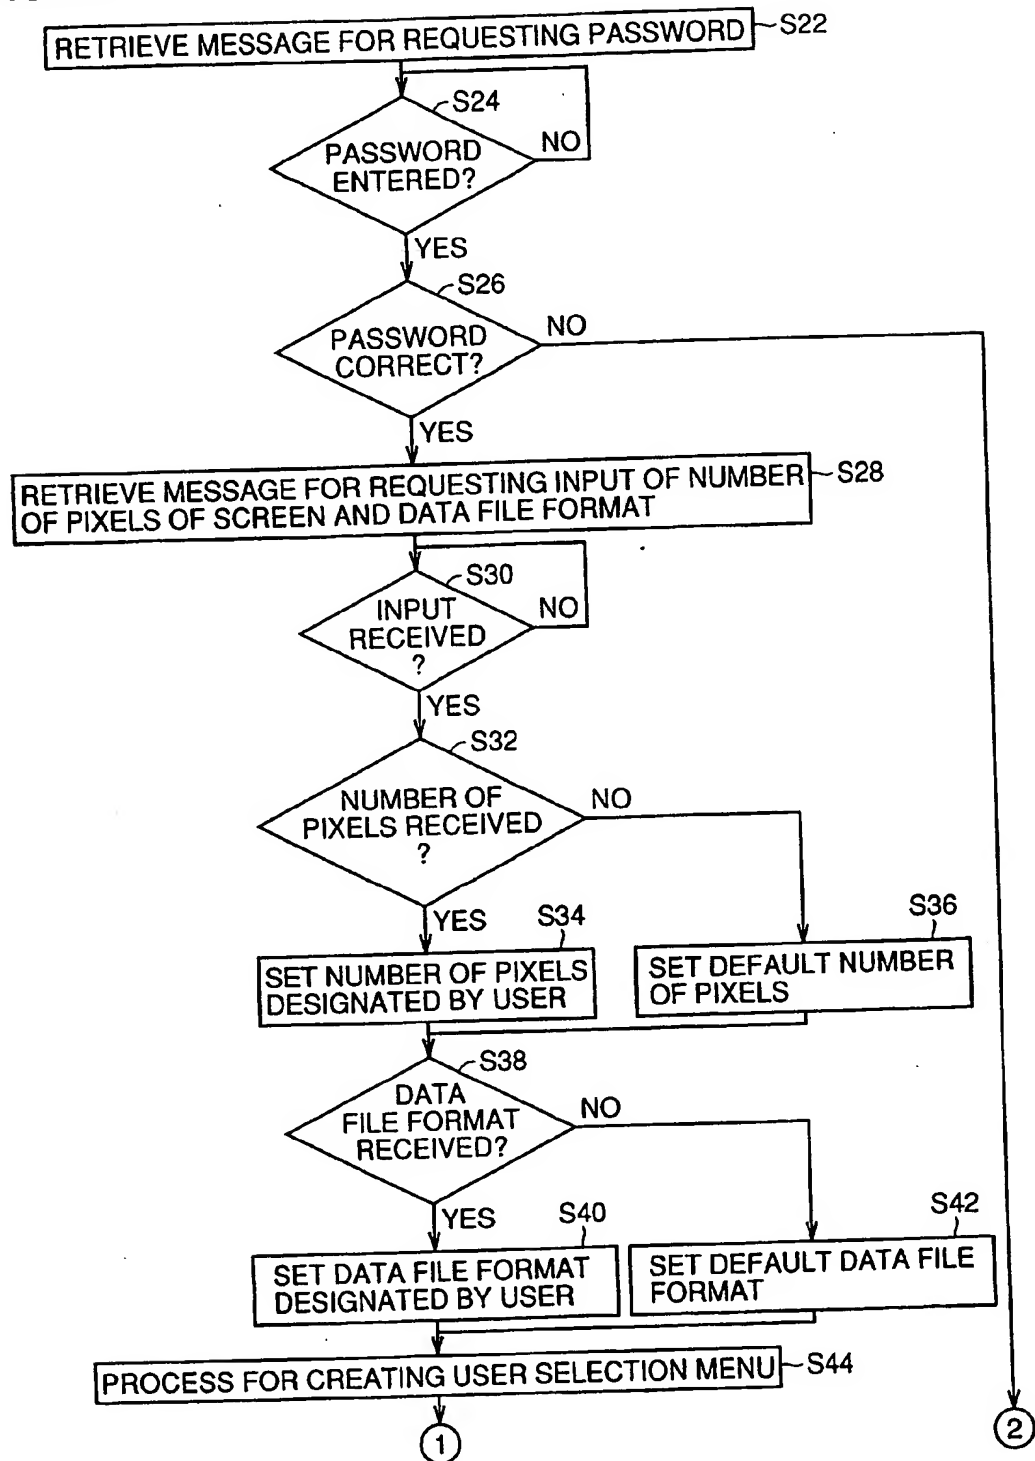 RETRIEVE MESSAGE FOR REQUESTING PASSWORD
S22
S24
PASSWORD
ENTERED?
NO
YES
S26
PASSWORD
CORRECT?
NO
YES
RETRIEVE MESSAGE FOR REQUESTING INPUT OF NUMBER
OF PIXELS OF SCREEN AND DATA FILE FORMAT
S28
S30
INPUT
RECEIVED
?
NO
YES
S32
NUMBER OF
PIXELS RECEIVED
?
NO
YES
S34
SET NUMBER OF PIXELS
DESIGNATED BY USER
S36
SET DEFAULT NUMBER
OF PIXELS
S38
DATA
FILE FORMAT
RECEIVED?
NO
YES
S40
SET DATA FILE FORMAT
DESIGNATED BY USER
S42
SET DEFAULT DATA FILE
FORMAT
PROCESS FOR CREATING USER SELECTION MENU
S44
1
2